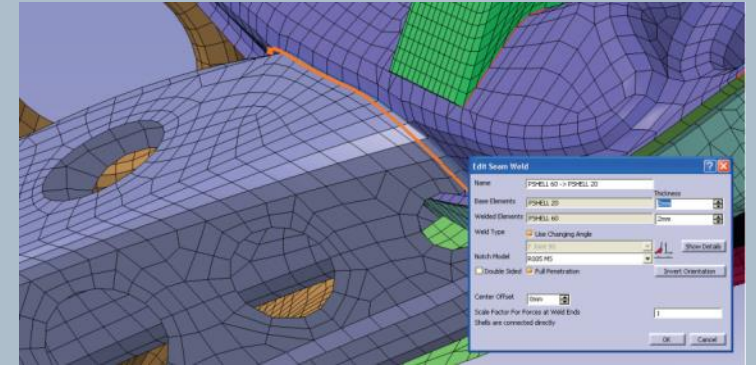 Edit Seam Weld
Name PSHELL 60 -> PSHELL 20
Thickness
Base Elements PSHELL 20
Welded Elements PSHELL 60 2mm
Weld Type Use Changing Angle
Show Details
Notch Model R005 MS
Double Sided Full Penetration Invert Orientation
Center Offset 0mm
Scale Factor For Forces at Weld Ends 1
Shells are connected directly
OK Cancel